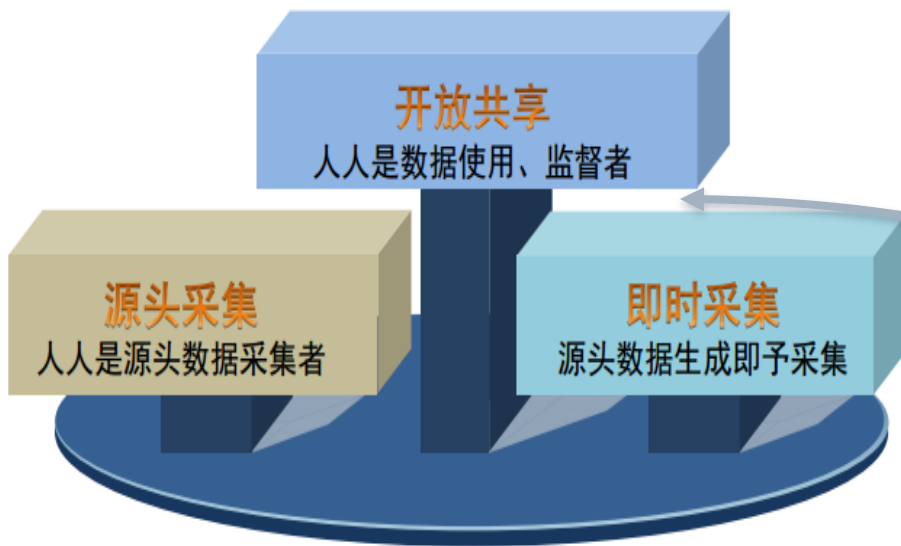 开放共享
人人是数据使用、监督者
源头采集
人人是源头数据采集者
即时采集
源头数据生成即予采集